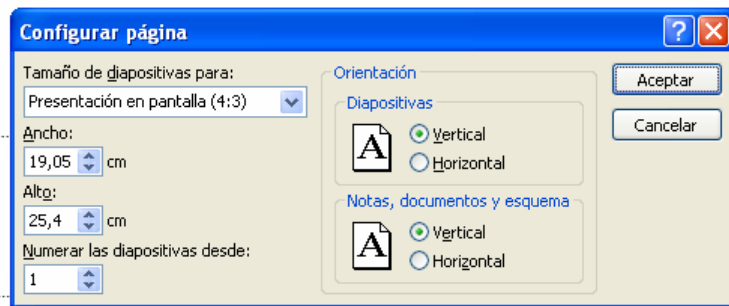 Configurar página
Tamaño de diapositivas para:
Presentación en pantalla (4:3)
Ancho:
19,05 cm
Alto:
25,4 cm
Numerar las diapositivas desde:
1
Orientación
Diapositivas
A
Vertical
Horizontal
Notas, documentos y esquema
A
Vertical
Horizontal
Aceptar
Cancelar